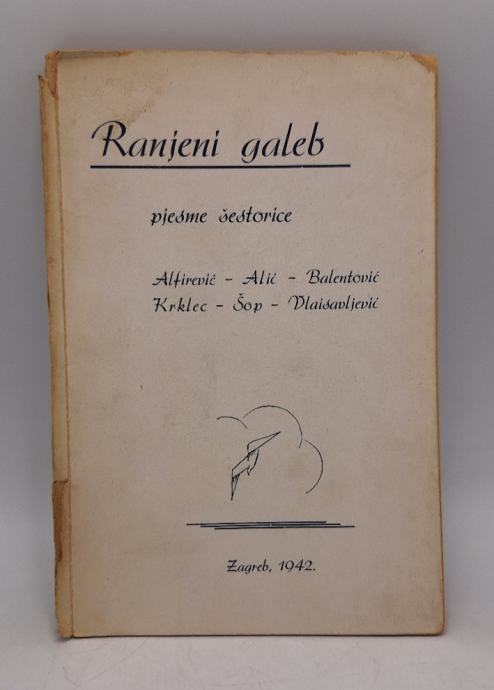 Ranjeni galeb
pjesme šestorice
Alfirević – Alić – Balentović
Krklec – Šop – Vlaisavljević
Zagreb, 1942.